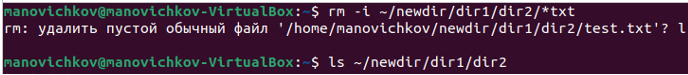 manovichkov@manovichkov-VirtualBox:~$ rm -i ~/newdir/dir1/dir2/*txt
rm: удалить пустой обычный файл '/home/manovichkov/newdir/dir1/dir2/test.txt'? l
manovichkov@manovichkov-VirtualBox:~$ ls ~/newdir/dir1/dir2